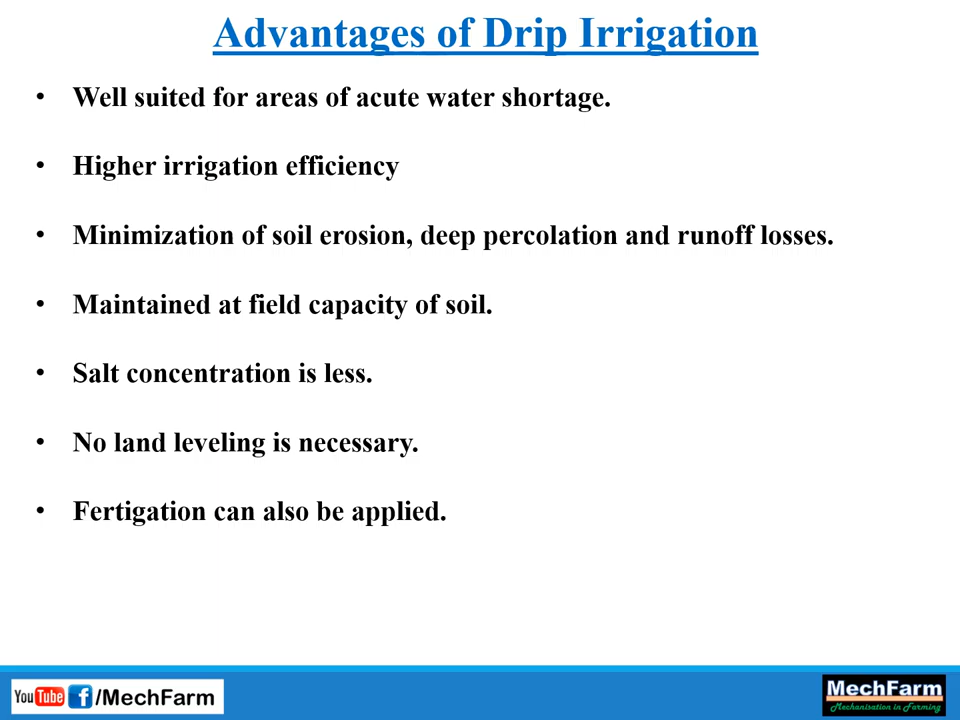 Advantages of Drip Irrigation
• Well suited for areas of acute water shortage.
• Higher irrigation efficiency
• Minimization of soil erosion, deep percolation and runoff losses.
• Maintained at field capacity of soil.
• Salt concentration is less.
• No land leveling is necessary.
• Fertigation can also be applied.
YouTube f /MechFarm
MechFarm
Mechanisation in Farming